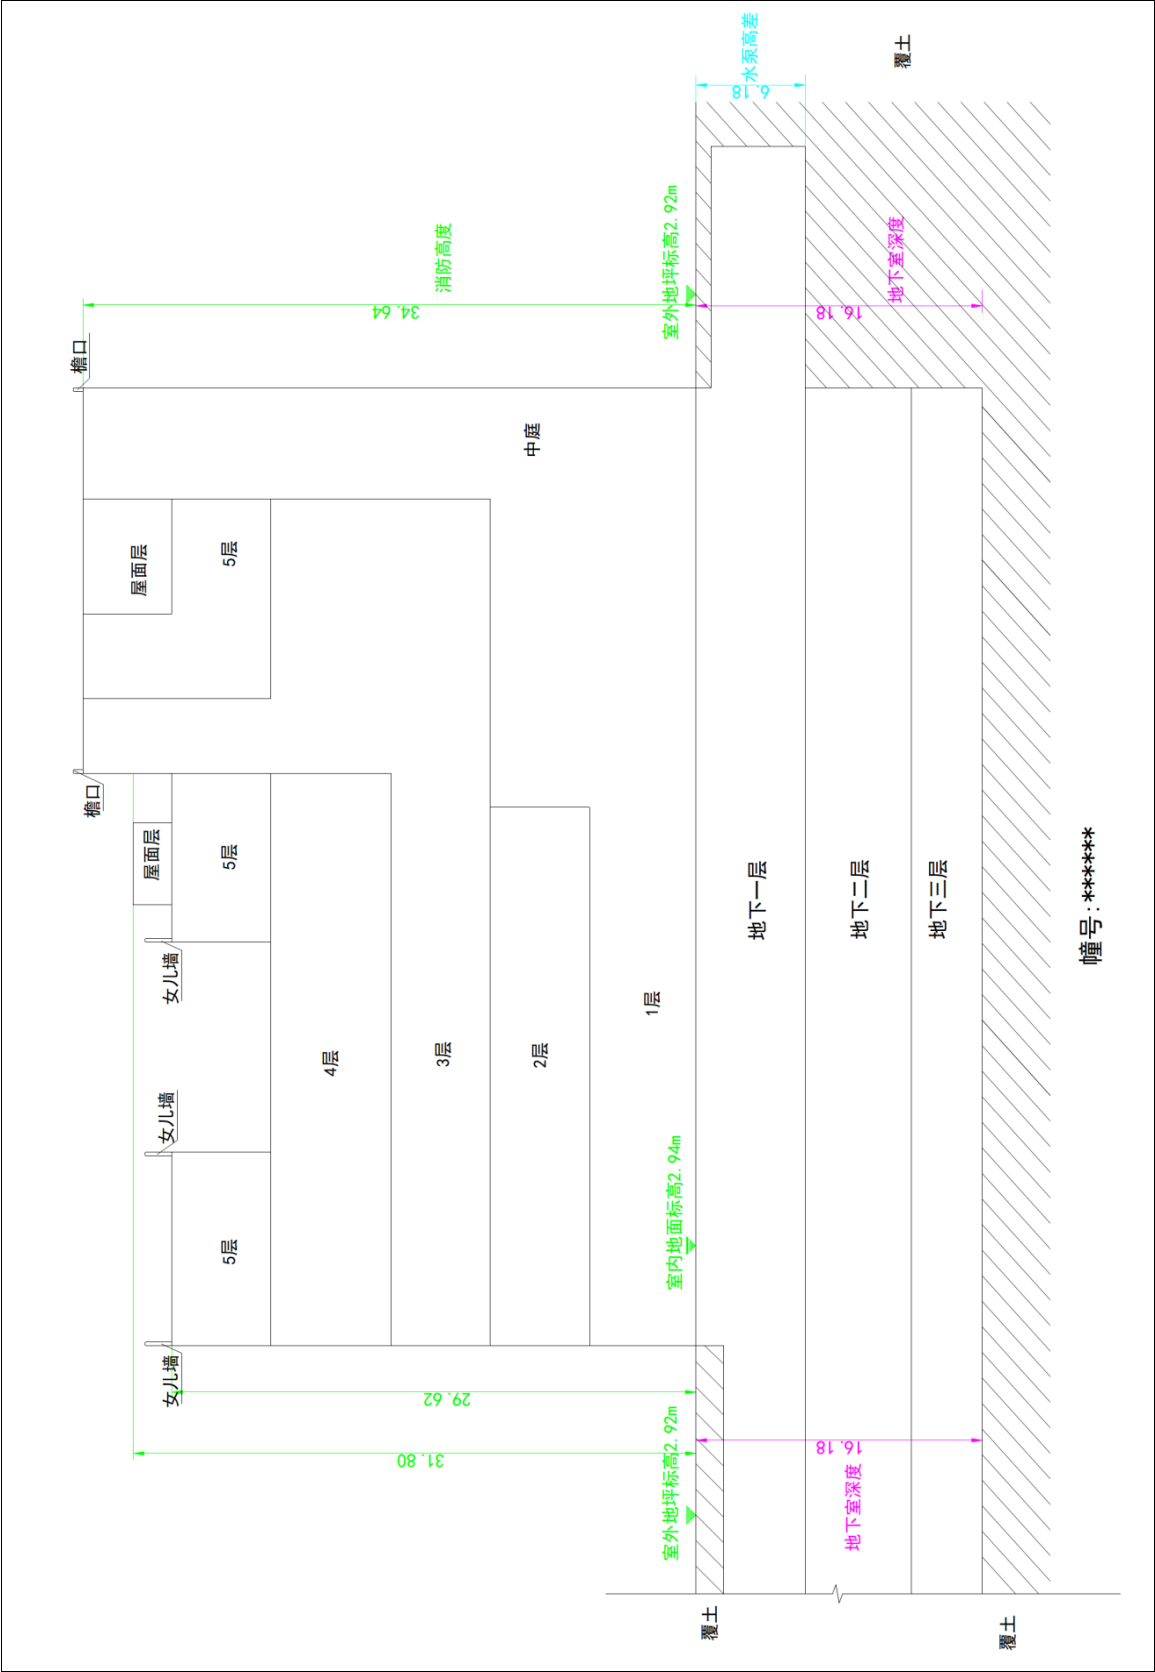 水泵高差
6.18
覆土
消防高度
34.64
室外地坪标高2.92m
地下室深度
16.18
檐口
中庭
屋面层
5层
檐口
屋面层
5层
女儿墙
地下一层
地下二层
地下三层
幢号:******
1层
4层
3层
2层
女儿墙
室内地面标高2.94m
5层
女儿墙
29.62
31.80
室外地坪标高2.92m
16.18
地下室深度
覆土
覆土